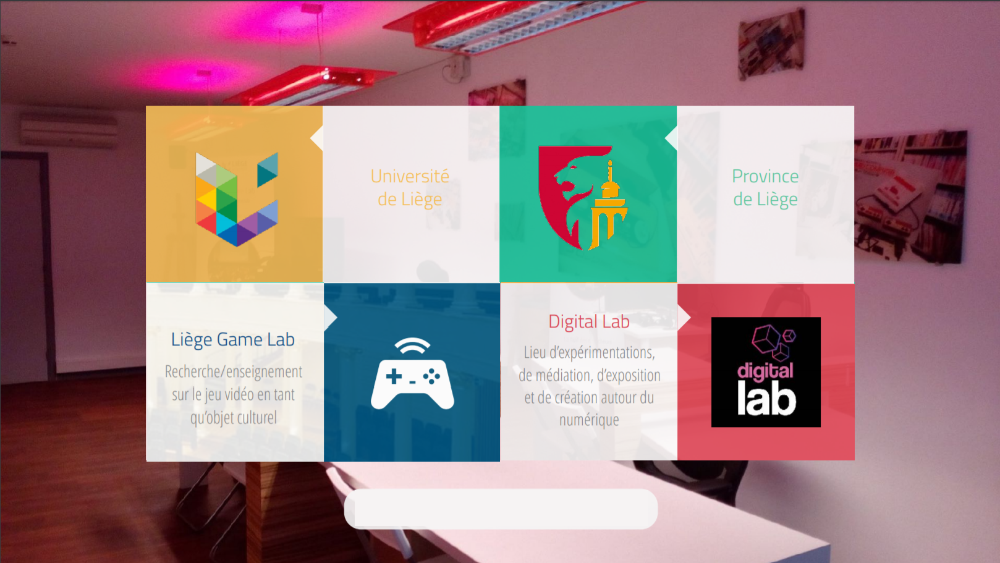 Université
de Liège
Province
de Liège
Liège Game Lab
Recherche/enseignement
sur le jeu vidéo en tant
qu’objet culturel
Digital Lab
Lieu d’expérimentations,
de médiation, d’exposition
et de création autour du
numérique
digital
lab